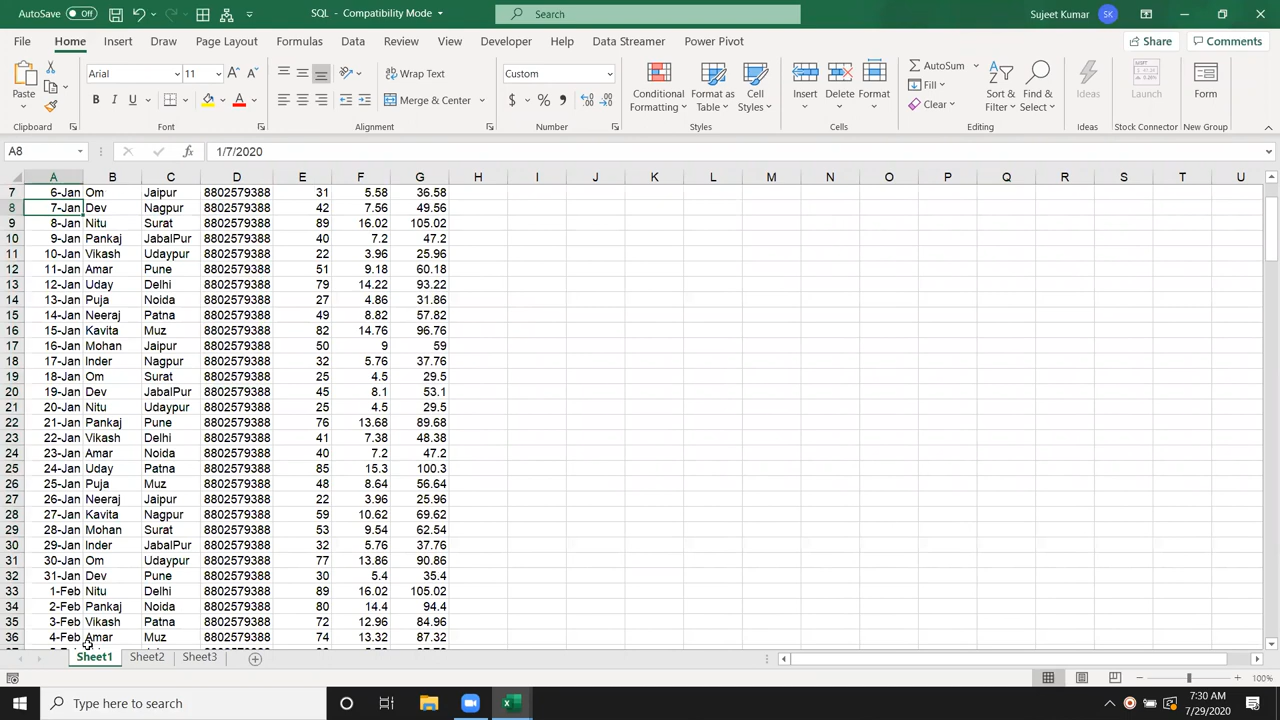 AutoSave Off SQL - Compatibility Mode Search Sujeet Kumar SK
File Home Insert Draw Page Layout Formulas Data Review View Developer Help Data Streamer Power Pivot Share Comments
Paste Arial 11 Wrap Text Custom Conditional Formatting Format as Table Cell Styles Insert Delete Format AutoSum Sort & Filter Find & Select Ideas Launch Form
B I U A Merge & Center $ % Fill
Clear
Clipboard Font Alignment Number Styles Cells Editing Ideas Stock Connector New Group
A8 fx 1/7/2020
A B C D E F G H I J K L M N O P Q R S T U
7 6-Jan Om Jaipur 8802579388 31 5.58 36.58
8 7-Jan Dev Nagpur 8802579388 42 7.56 49.56
9 8-Jan Nitu Surat 8802579388 89 16.02 105.02
10 9-Jan Pankaj JabalPur 8802579388 40 7.2 47.2
11 10-Jan Vikash Udaypur 8802579388 22 3.96 25.96
12 11-Jan Amar Pune 8802579388 51 9.18 60.18
13 12-Jan Uday Delhi 8802579388 79 14.22 93.22
14 13-Jan Puja Noida 8802579388 27 4.86 31.86
15 14-Jan Neeraj Patna 8802579388 49 8.82 57.82
16 15-Jan Kavita Muz 8802579388 82 14.76 96.76
17 16-Jan Mohan Jaipur 8802579388 50 9 59
18 17-Jan Inder Nagpur 8802579388 32 5.76 37.76
19 18-Jan Om Surat 8802579388 25 4.5 29.5
20 19-Jan Dev JabalPur 8802579388 45 8.1 53.1
21 20-Jan Nitu Udaypur 8802579388 25 4.5 29.5
22 21-Jan Pankaj Pune 8802579388 76 13.68 89.68
23 22-Jan Vikash Delhi 8802579388 41 7.38 48.38
24 23-Jan Amar Noida 8802579388 40 7.2 47.2
25 24-Jan Uday Patna 8802579388 85 15.3 100.3
26 25-Jan Puja Muz 8802579388 48 8.64 56.64
27 26-Jan Neeraj Jaipur 8802579388 22 3.96 25.96
28 27-Jan Kavita Nagpur 8802579388 59 10.62 69.62
29 28-Jan Mohan Surat 8802579388 53 9.54 62.54
30 29-Jan Inder JabalPur 8802579388 32 5.76 37.76
31 30-Jan Om Udaypur 8802579388 77 13.86 90.86
32 31-Jan Dev Pune 8802579388 30 5.4 35.4
33 1-Feb Nitu Delhi 8802579388 89 16.02 105.02
34 2-Feb Pankaj Noida 8802579388 80 14.4 94.4
35 3-Feb Vikash Patna 8802579388 72 12.96 84.96
36 4-Feb Amar Muz 8802579388 74 13.32 87.32
Sheet1 Sheet2 Sheet3
100%
Type here to search 7:30 AM
7/29/2020